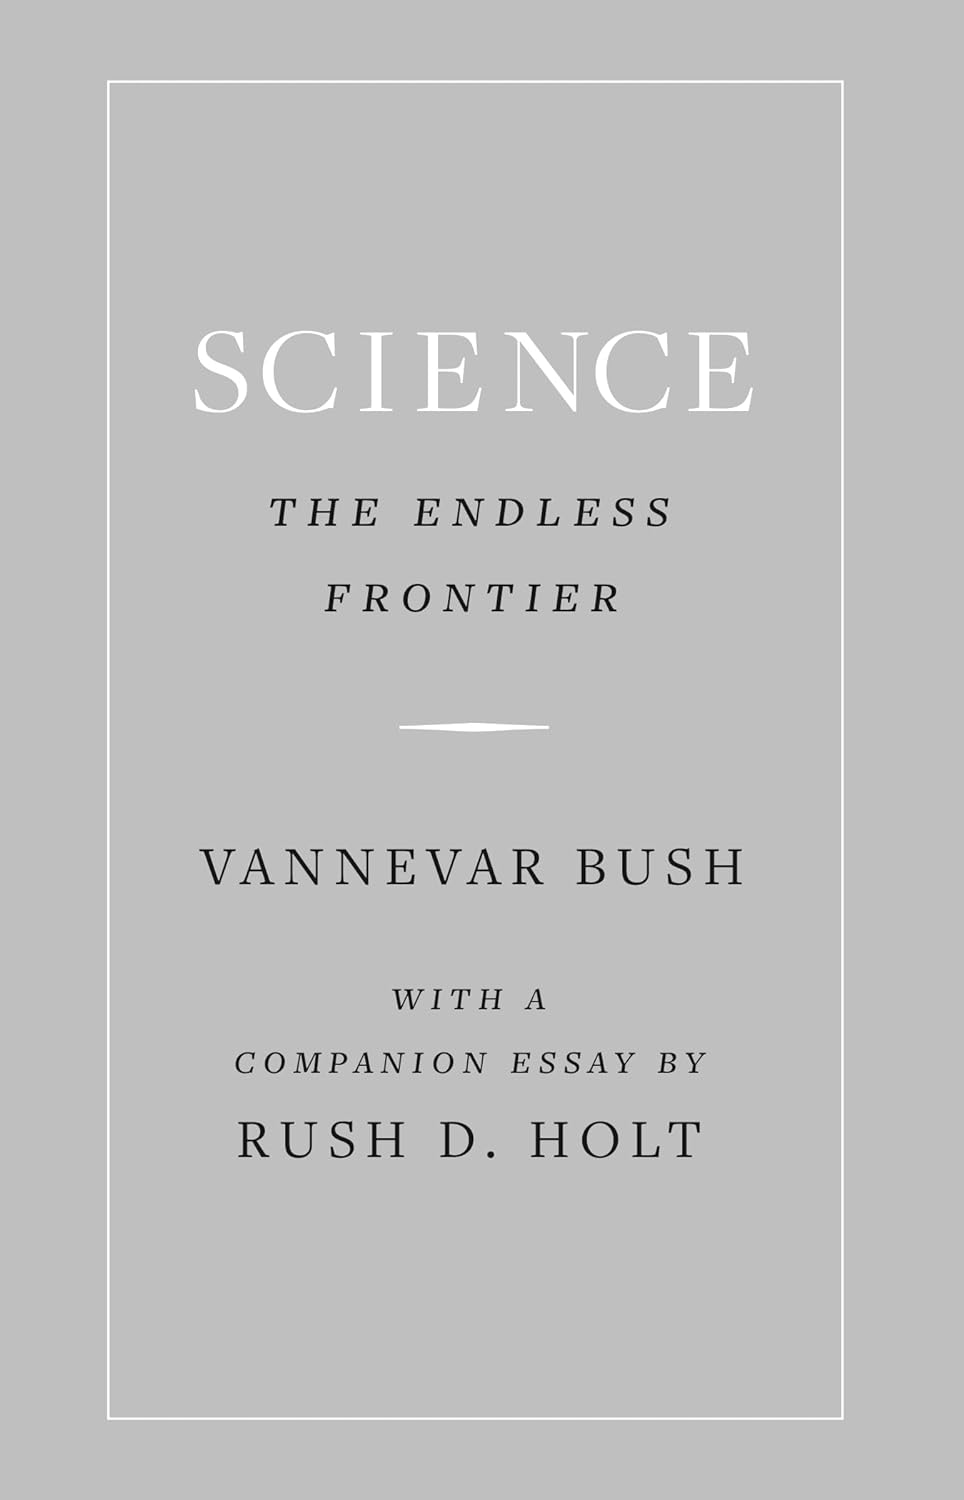 SCIENCE
THE ENDLESS
FRONTIER
VANNEVAR BUSH
WITH A
COMPANION ESSAY BY
RUSH D. HOLT